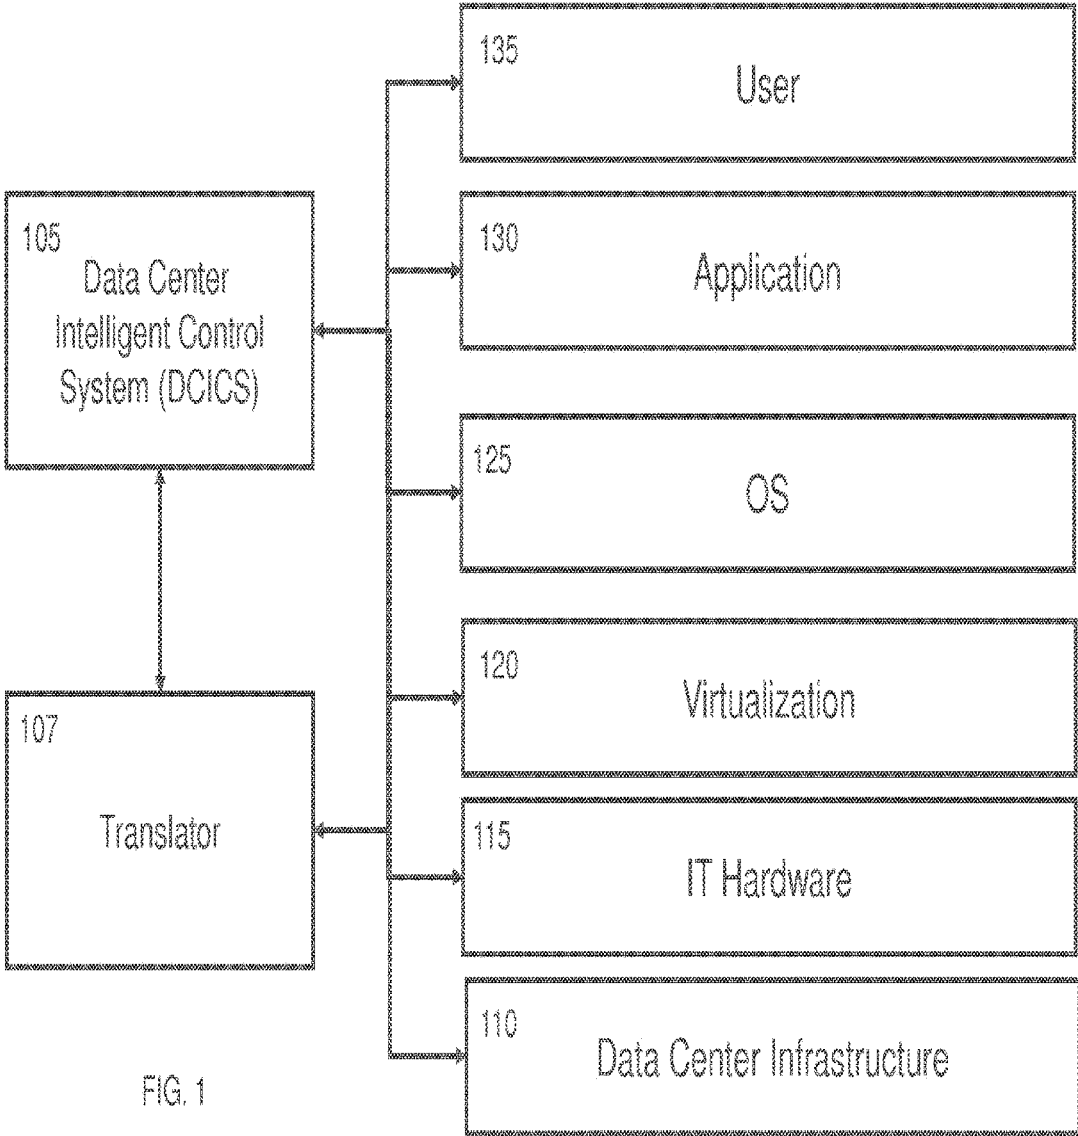 135
User
105
Data Center
Intelligent Control
System (DCICS)
130
Application
125
OS
120
Virtualization
107
Translator
115
IT Hardware
110
Data Center Infrastructure
FIG. 1